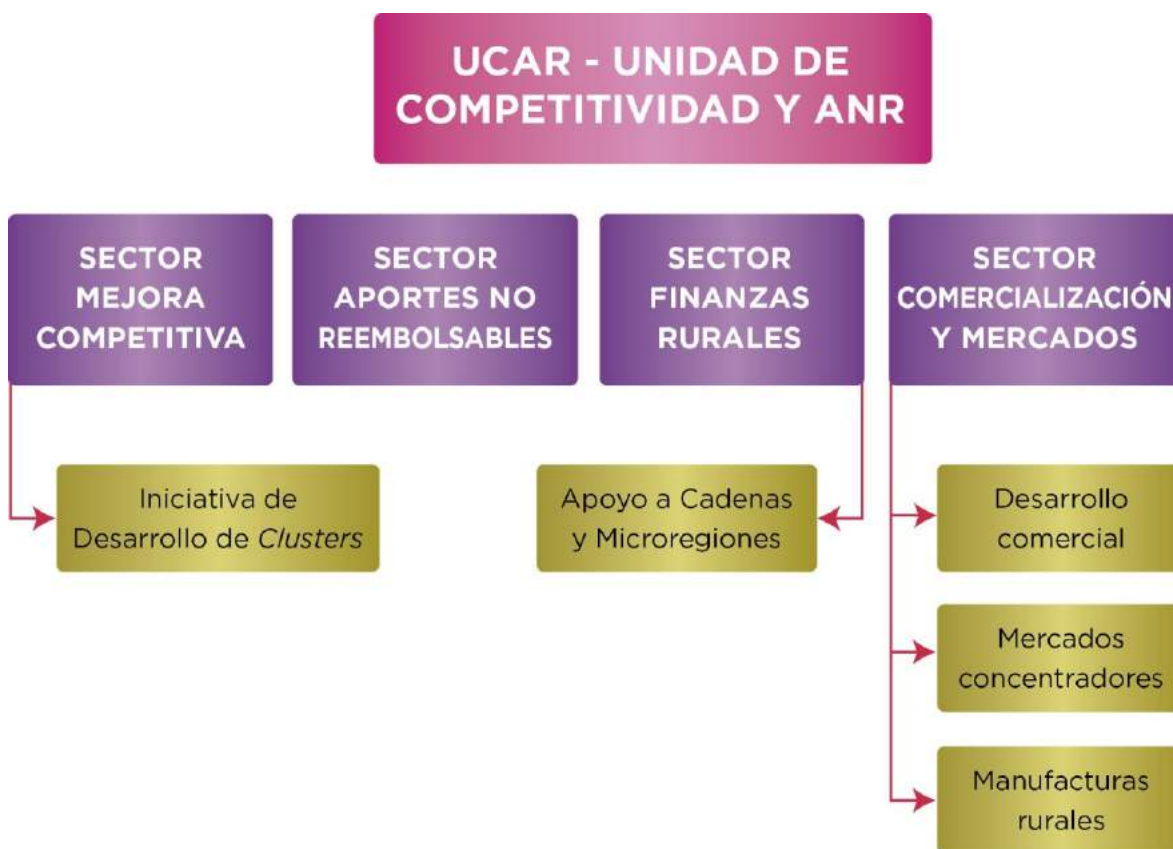 UCAR - UNIDAD DE
COMPETITIVIDAD Y ANR
SECTOR
MEJORA
COMPETITIVA
SECTOR
APORTES NO
REEMBOLSABLES
SECTOR
FINANZAS
RURALES
SECTOR
COMERCIALIZACIÓN
Y MERCADOS
Iniciativa de
Desarrollo de Clusters
Apoyo a Cadenas
y Microregiones
Desarrollo
comercial
Mercados
concentradores
Manufacturas
rurales